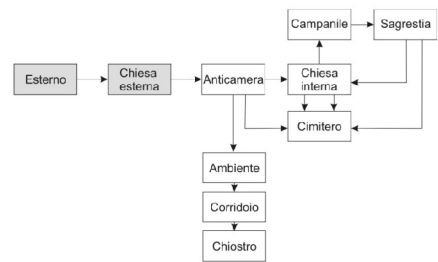 Campanile
Sagrestia
Esterno
Chiesa
esterna
Anticamera
Chiesa
interna
Cimitero
Ambiente
Corridoio
Chiostro